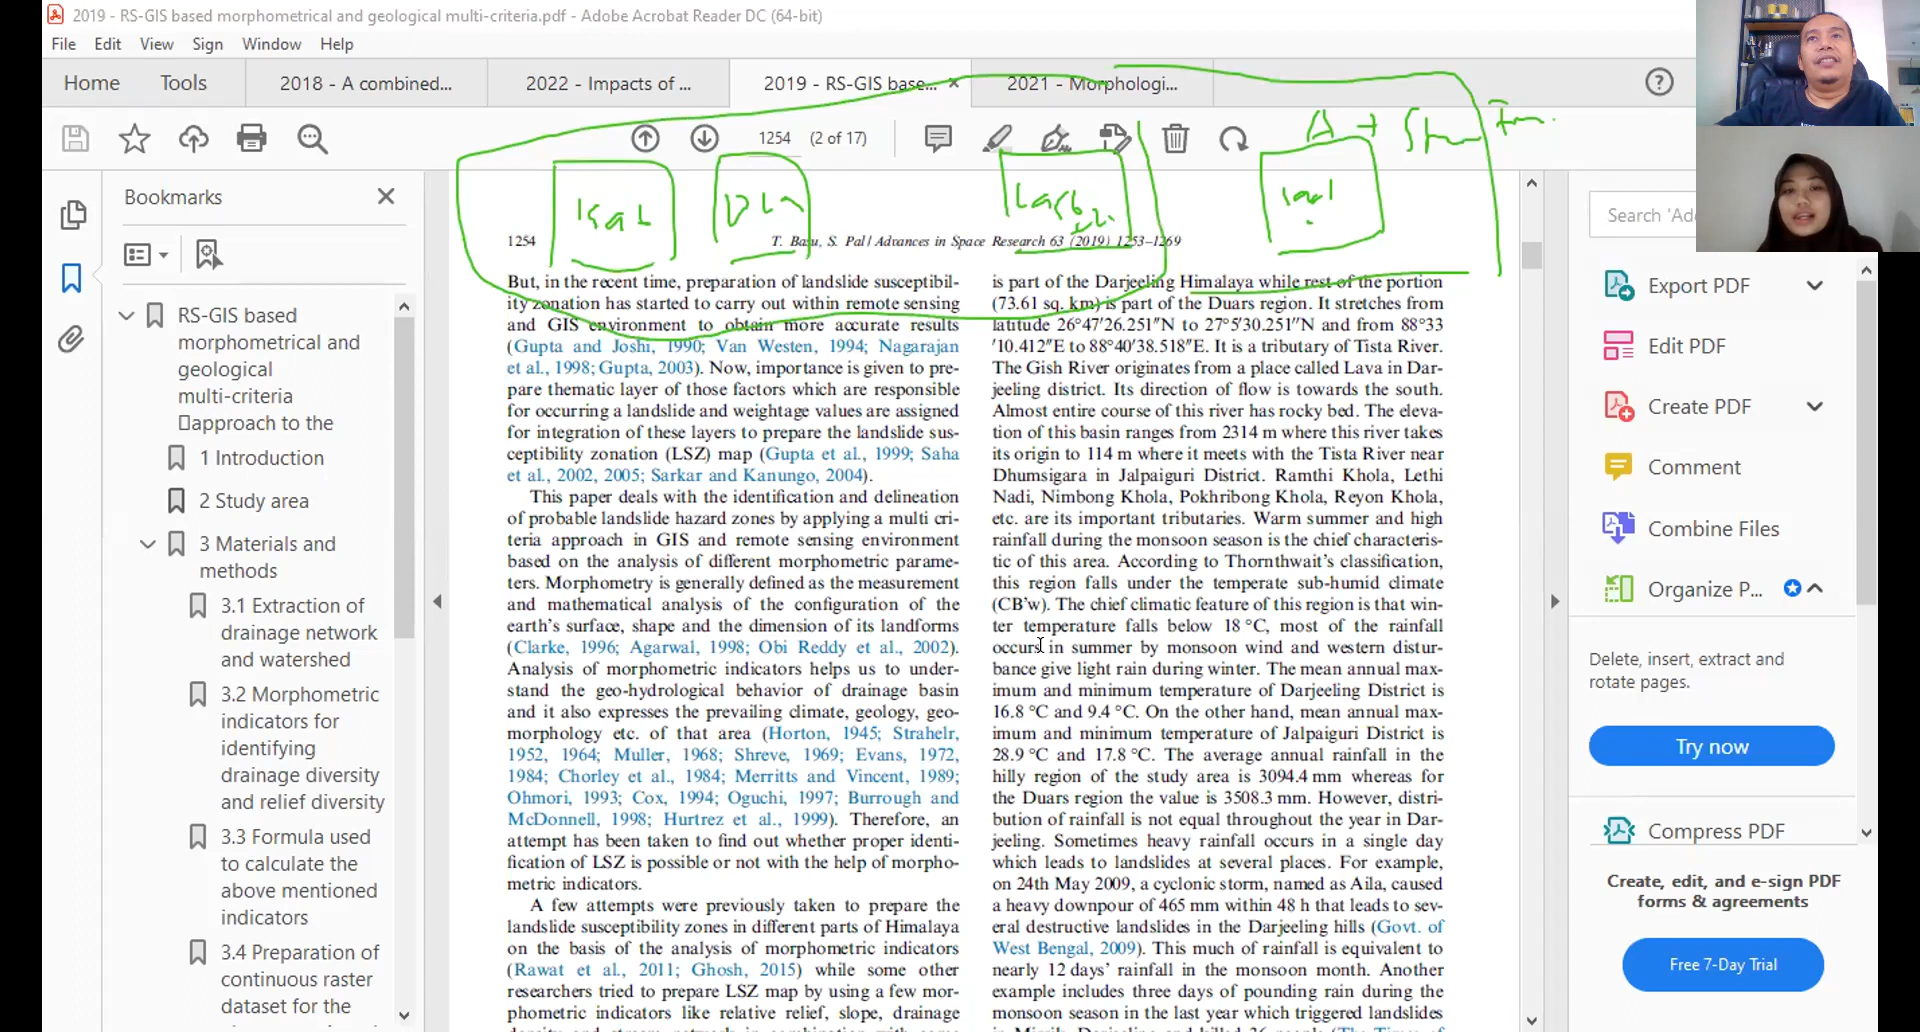 2019 - RS-GIS based morphometrical and geological multi-criteria.pdf - Adobe Acrobat Reader DC (64-bit)
File Edit View Sign Window Help
Home Tools 2018 - A combined... 2022 - Impacts of ... 2019 - RS-GIS base... × 2021 - Morphologi...
1254 (2 of 17)
Bookmarks
RS-GIS based
morphometrical and
geological
multi-criteria
approach to the
1 Introduction
2 Study area
3 Materials and
methods
3.1 Extraction of
drainage network
and watershed
3.2 Morphometric
indicators for
identifying
drainage diversity
and relief diversity
3.3 Formula used
to calculate the
above mentioned
indicators
3.4 Preparation of
continuous raster
dataset for the
1254
T. Basu, S. Pal / Advances in Space Research 63 (2019) 1253–1269
But, in the recent time, preparation of landslide susceptibil-
ity zonation has started to carry out within remote sensing
and GIS environment to obtain more accurate results
(Gupta and Joshi, 1990; Van Westen, 1994; Nagarajan
et al., 1998; Gupta, 2003). Now, importance is given to pre-
pare thematic layer of those factors which are responsible
for occurring a landslide and weightage values are assigned
for integration of these layers to prepare the landslide sus-
ceptibility zonation (LSZ) map (Gupta et al., 1999; Saha
et al., 2002, 2005; Sarkar and Kanungo, 2004).
This paper deals with the identification and delineation
of probable landslide hazard zones by applying a multi cri-
teria approach in GIS and remote sensing environment
based on the analysis of different morphometric parame-
ters. Morphometry is generally defined as the measurement
and mathematical analysis of the configuration of the
earth's surface, shape and the dimension of its landforms
(Clarke, 1996; Agarwal, 1998; Obi Reddy et al., 2002).
Analysis of morphometric indicators helps us to under-
stand the geo-hydrological behavior of drainage basin
and it also expresses the prevailing climate, geology, geo-
morphology etc. of that area (Horton, 1945; Strahelr,
1952, 1964; Muller, 1968; Shreve, 1969; Evans, 1972,
1984; Chorley et al., 1984; Merritts and Vincent, 1989;
Ohmori, 1993; Cox, 1994; Oguchi, 1997; Burrough and
McDonnell, 1998; Hurtrez et al., 1999). Therefore, an
attempt has been taken to find out whether proper identi-
fication of LSZ is possible or not with the help of morpho-
metric indicators.
A few attempts were previously taken to prepare the
landslide susceptibility zones in different parts of Himalaya
on the basis of the analysis of morphometric indicators
(Rawat et al., 2011; Ghosh, 2015) while some other
researchers tried to prepare LSZ map by using a few mor-
phometric indicators like relative relief, slope, drainage
is part of the Darjeeling Himalaya while rest of the portion
(73.61 sq. km) is part of the Duars region. It stretches from
latitude 26°47′26.251″N to 27°5′30.251″N and from 88°33
′10.412″E to 88°40′38.518″E. It is a tributary of Tista River.
The Gish River originates from a place called Lava in Dar-
jeeling district. Its direction of flow is towards the south.
Almost entire course of this river has rocky bed. The eleva-
tion of this basin ranges from 2314 m where this river takes
its origin to 114 m where it meets with the Tista River near
Dhumsigara in Jalpaiguri District. Ramthi Khola, Lethi
Nadi, Nimbong Khola, Pokhribong Khola, Reyon Khola,
etc. are its important tributaries. Warm summer and high
rainfall during the monsoon season is the chief characteris-
tic of this area. According to Thornthwait's classification,
this region falls under the temperate sub-humid climate
(CB'w). The chief climatic feature of this region is that win-
ter temperature falls below 18 °C, most of the rainfall
occurs in summer by monsoon wind and western distur-
bance give light rain during winter. The mean annual max-
imum and minimum temperature of Darjeeling District is
16.8 °C and 9.4 °C. On the other hand, mean annual max-
imum and minimum temperature of Jalpaiguri District is
28.9 °C and 17.8 °C. The average annual rainfall in the
hilly region of the study area is 3094.4 mm whereas for
the Duars region the value is 3508.3 mm. However, distri-
bution of rainfall is not equal throughout the year in Dar-
jeeling. Sometimes heavy rainfall occurs in a single day
which leads to landslides at several places. For example,
on 24th May 2009, a cyclonic storm, named as Aila, caused
a heavy downpour of 465 mm within 48 h that leads to sev-
eral destructive landslides in the Darjeeling hills (Govt. of
West Bengal, 2009). This much of rainfall is equivalent to
nearly 12 days' rainfall in the monsoon month. Another
example includes three days of pounding rain during the
monsoon season in the last year which triggered landslides
Search 'Ad
Export PDF
Edit PDF
Create PDF
Comment
Combine Files
Organize P...
Delete, insert, extract and
rotate pages.
Try now
Compress PDF
Create, edit, and e-sign PDF
forms & agreements
Free 7-Day Trial